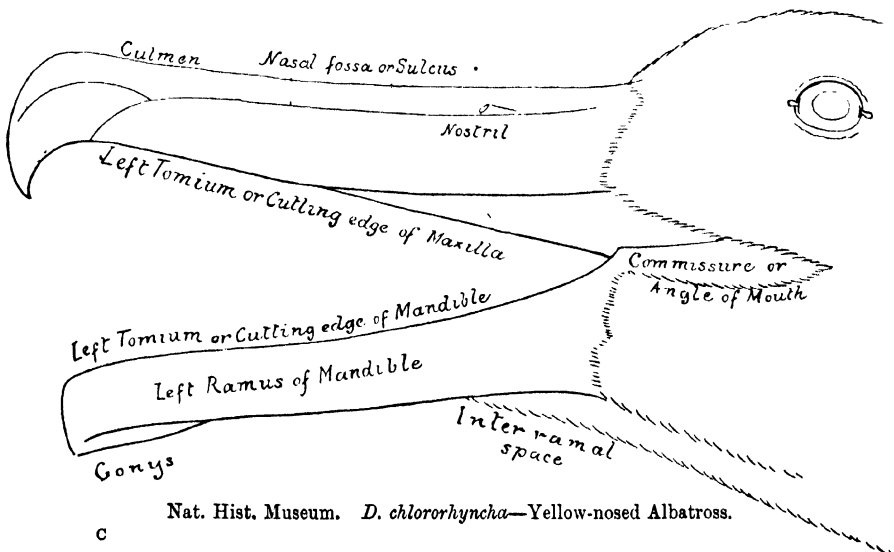 Culmen
Nasal fossa or Sulcus
Nostril
Left Tomium or Cutting edge of Maxilla
Commissure or
Angle of Mouth
Left Tomium or Cutting edge of Mandible
Left Ramus of Mandible
Inter ramal
space
Gonys
Nat. Hist. Museum. D. chlororhyncha—Yellow-nosed Albatross.
C